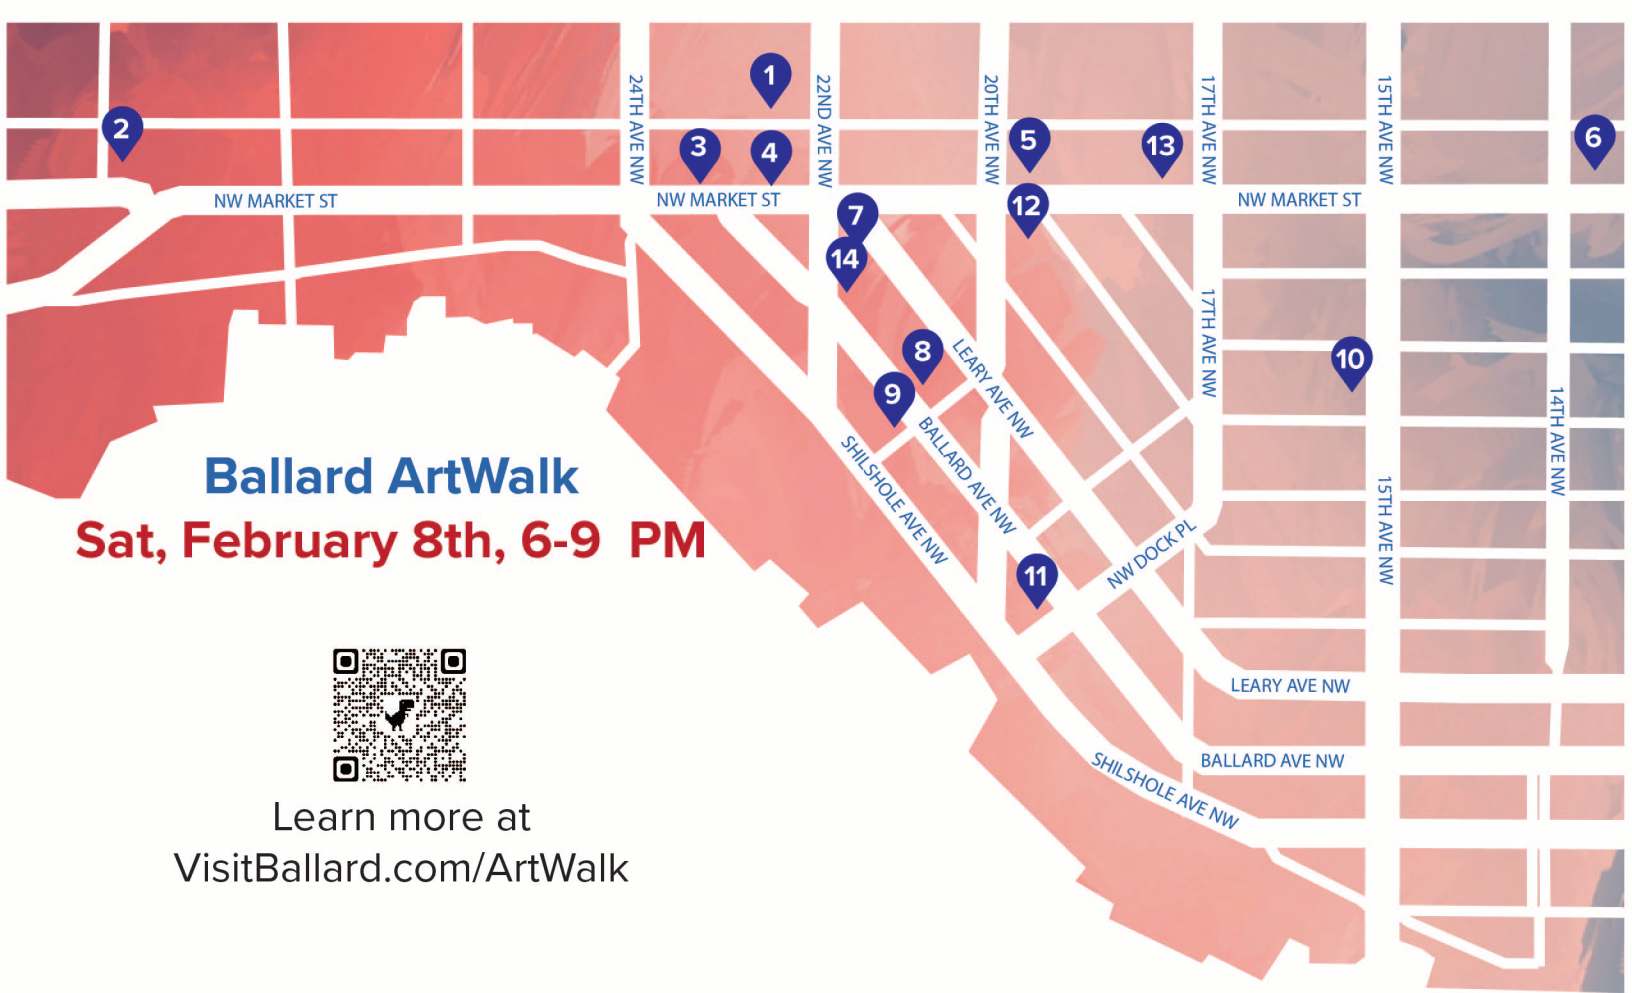 1
2
3
4
5
13
6
24TH AVE NW
22ND AVE NW
20TH AVE NW
17TH AVE NW
15TH AVE NW
NW MARKET ST
NW MARKET ST
NW MARKET ST
7
12
14
8
9
10
LEARY AVE NW
17TH AVE NW
14TH AVE NW
BALLARD AVE NW
SHILSHOLE AVE NW
15TH AVE NW
11
NW DOCK PL
LEARY AVE NW
BALLARD AVE NW
SHILSHOLE AVE NW
Ballard ArtWalk
Sat, February 8th, 6-9 PM
Learn more at
VisitBallard.com/ArtWalk